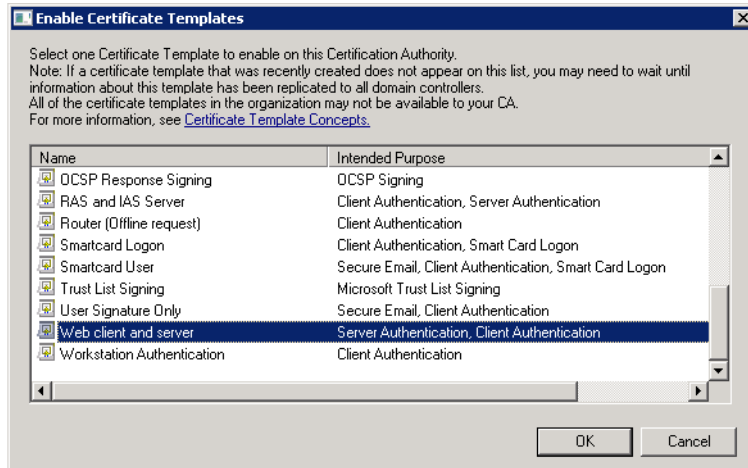 Enable Certificate Templates
Select one Certificate Template to enable on this Certification Authority.
Note: If a certificate template that was recently created does not appear on this list, you may need to wait until
information about this template has been replicated to all domain controllers.
All of the certificate templates in the organization may not be available to your CA.
For more information, see Certificate Template Concepts.
Name Intended Purpose
OCSP Response Signing OCSP Signing
RAS and IAS Server Client Authentication, Server Authentication
Router (Offline request) Client Authentication
Smartcard Logon Client Authentication, Smart Card Logon
Smartcard User Secure Email, Client Authentication, Smart Card Logon
Trust List Signing Microsoft Trust List Signing
User Signature Only Secure Email, Client Authentication
Web client and server Server Authentication, Client Authentication
Workstation Authentication Client Authentication
OK Cancel